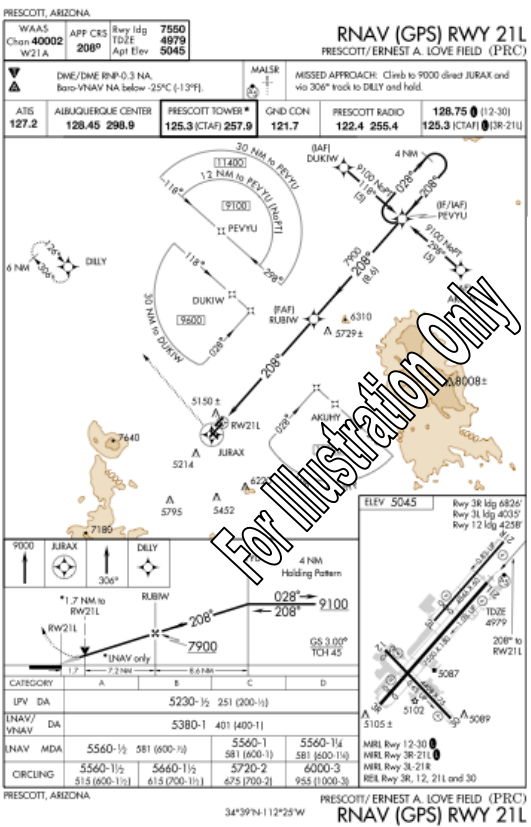 PRESCOTT, ARIZONA
WAAS
Chan 40002
W21A
APP CRS
208°
Rwy ldg 7550
TDZE 4979
Apt Elev 5045
RNAV (GPS) RWY 21L
PRESCOTT/ ERNEST A. LOVE FIELD (PRC)
DME/DME RNP-0.3 NA.
Baro-VNAV NA below -25°C (-13°F).
MALSR
MISSED APPROACH: Climb to 9000 direct JURAX and
via 306° track to DILLY and hold.
ATIS
127.2
ALBUQUERQUE CENTER
128.45 298.9
PRESCOTT TOWER*
125.3 (CTAF) 257.9
GND CON
121.7
PRESCOTT RADIO
122.4 255.4
128.75 (12-30)
125.3 (CTAF) (3R-21L)
30 NM to PEVYU
11400
12 NM to PEVYU (NoPT)
9100
118°
PEVYU
298°
(IAF)
DUKIW
9100 NoPT
118°
(5)
4 NM
028°
208°
(IF/IAF)
PEVYU
9100 NoPT
298°
(5)
7900
208°
(8.6)
126°
306°
6 NM
DILLY
118°
DUKIW
9600
028°
30 NM to DUKIW
(FAF)
RUBIW
6310
5729±
208°
8008±
5150±
RW21L
JURAX
AKUHY
028°
7640
5214
5795
5452
7180
For Illustration Only
ELEV 5045
Rwy 3R ldg 6826'
Rwy 3L ldg 4035'
Rwy 12 ldg 4258'
9000
JURAX
306°
DILLY
4 NM
Holding Pattern
*1.7 NM to
RW21L
RW21L
RUBIW
028°
208°
9100
208°
7900
*LNAV only
GS 3.00°
TCH 45
1.7
7.2 NM
8.6 NM
TDZE
4979
208° to
RW21L
5087
5102
5105±
5089
CATEGORY A B C D
LPV DA 5230-½ 251 (200-½)
LNAV/
VNAV DA 5380-1 401 (400-1)
LNAV MDA 5560-½ 581 (600-½) 5560-1 581 (600-1) 5560-1¼ 581 (600-1¼)
CIRCLING 5560-1½ 515 (600-1½) 5660-1½ 615 (700-1½) 5720-2 675 (700-2) 6000-3 955 (1000-3)
MIRL Rwy 12-30
MIRL Rwy 3R-21L
MIRL Rwy 3L-21R
REIL Rwy 3R, 12, 21L and 30
PRESCOTT, ARIZONA
34°39'N-112°25'W
PRESCOTT/ ERNEST A. LOVE FIELD (PRC)
RNAV (GPS) RWY 21L